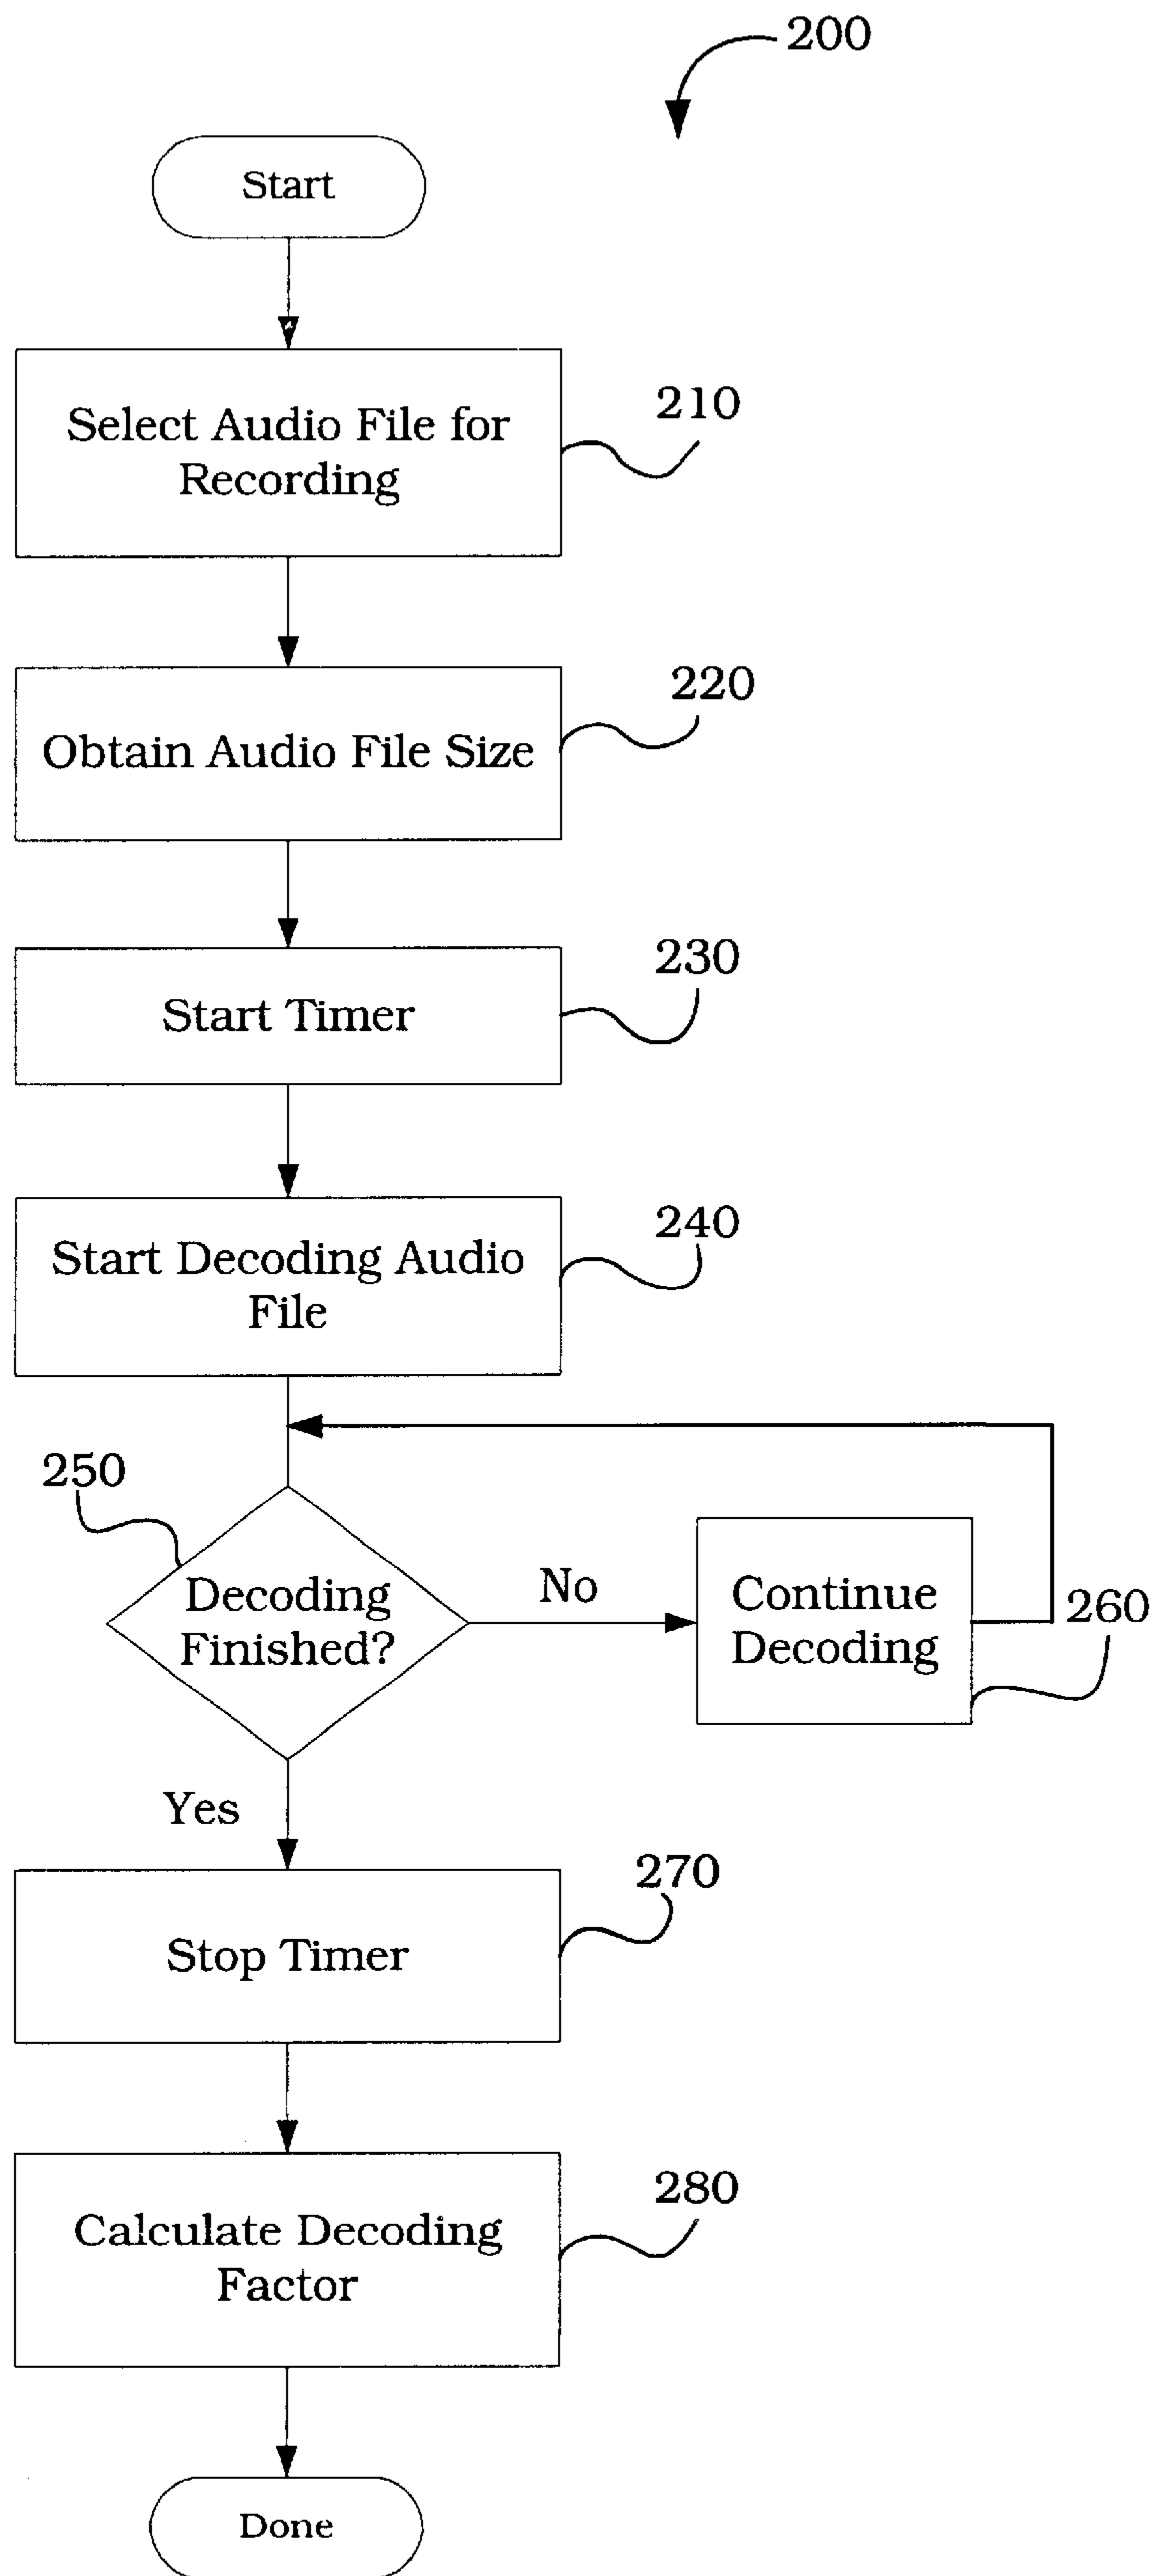 200
Start
Select Audio File for
Recording
210
Obtain Audio File Size
220
Start Timer
230
Start Decoding Audio
File
240
250
Decoding
Finished?
No
Continue
Decoding
260
Yes
Stop Timer
270
Calculate Decoding
Factor
280
Done